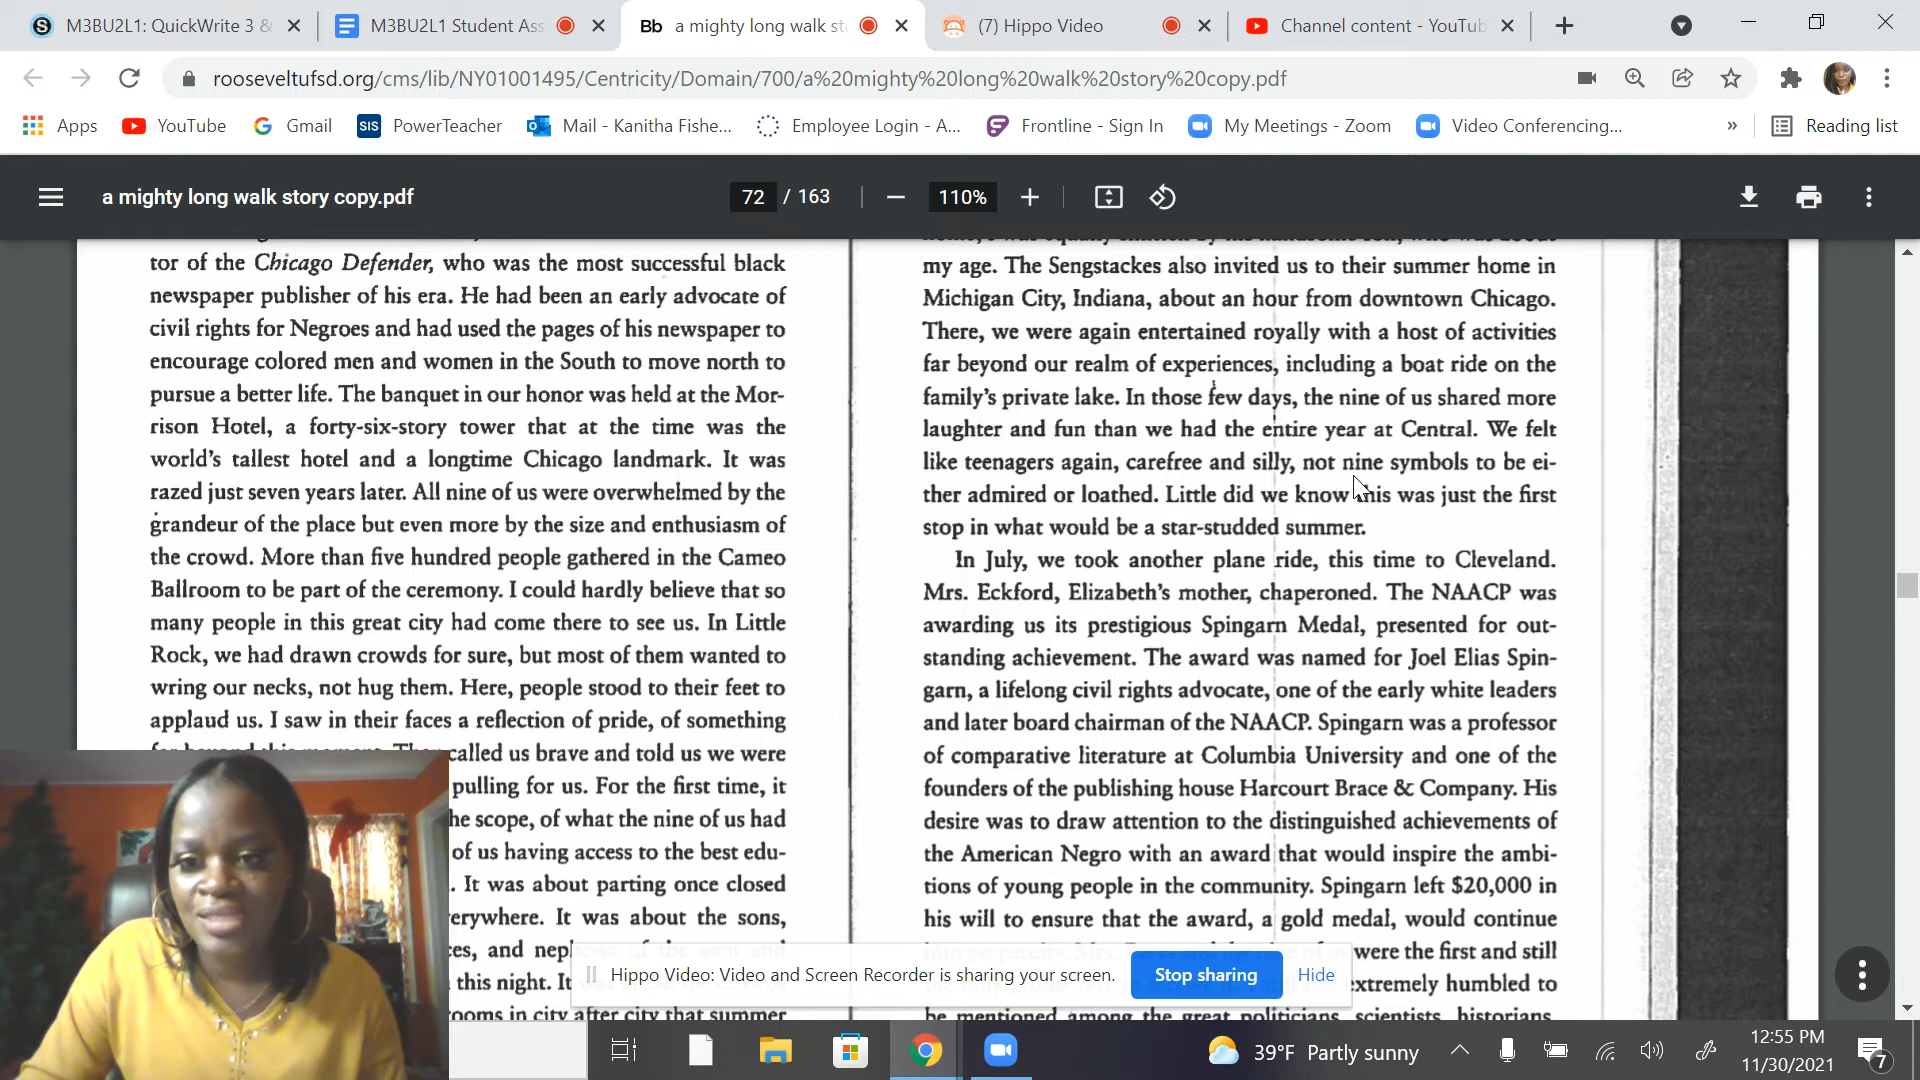 M3BU2L1: QuickWrite 3 &
M3BU2L1 Student Ass
Bb a mighty long walk st
(7) Hippo Video
Channel content - YouTub
rooseveltufsd.org/cms/lib/NY01001495/Centricity/Domain/700/a%20mighty%20long%20walk%20story%20copy.pdf
Apps
YouTube
Gmail
SIS PowerTeacher
Mail - Kanitha Fishe...
Employee Login - A...
Frontline - Sign In
My Meetings - Zoom
Video Conferencing...
»
Reading list
a mighty long walk story copy.pdf
72 / 163
110%
tor of the Chicago Defender, who was the most successful black
newspaper publisher of his era. He had been an early advocate of
civil rights for Negroes and had used the pages of his newspaper to
encourage colored men and women in the South to move north to
pursue a better life. The banquet in our honor was held at the Mor-
rison Hotel, a forty-six-story tower that at the time was the
world's tallest hotel and a longtime Chicago landmark. It was
razed just seven years later. All nine of us were overwhelmed by the
grandeur of the place but even more by the size and enthusiasm of
the crowd. More than five hundred people gathered in the Cameo
Ballroom to be part of the ceremony. I could hardly believe that so
many people in this great city had come there to see us. In Little
Rock, we had drawn crowds for sure, but most of them wanted to
wring our necks, not hug them. Here, people stood to their feet to
applaud us. I saw in their faces a reflection of pride, of something
far beyond this moment. They called us brave and told us we were
pulling for us. For the first time, it
he scope, of what the nine of us had
of us having access to the best edu-
. It was about parting once closed
erywhere. It was about the sons,
ces, and nephews of the
this night. It
rooms in city after city that summer
my age. The Sengstackes also invited us to their summer home in
Michigan City, Indiana, about an hour from downtown Chicago.
There, we were again entertained royally with a host of activities
far beyond our realm of experiences, including a boat ride on the
family's private lake. In those few days, the nine of us shared more
laughter and fun than we had the entire year at Central. We felt
like teenagers again, carefree and silly, not nine symbols to be ei-
ther admired or loathed. Little did we know this was just the first
stop in what would be a star-studded summer.
In July, we took another plane ride, this time to Cleveland.
Mrs. Eckford, Elizabeth's mother, chaperoned. The NAACP was
awarding us its prestigious Spingarn Medal, presented for out-
standing achievement. The award was named for Joel Elias Spin-
garn, a lifelong civil rights advocate, one of the early white leaders
and later board chairman of the NAACP. Spingarn was a professor
of comparative literature at Columbia University and one of the
founders of the publishing house Harcourt Brace & Company. His
desire was to draw attention to the distinguished achievements of
the American Negro with an award that would inspire the ambi-
tions of young people in the community. Spingarn left $20,000 in
his will to ensure that the award, a gold medal, would continue
were the first and still
extremely humbled to
be mentioned among the great politicians, scientists, historians,
Hippo Video: Video and Screen Recorder is sharing your screen.
Stop sharing
Hide
39°F Partly sunny
12:55 PM
11/30/2021
7